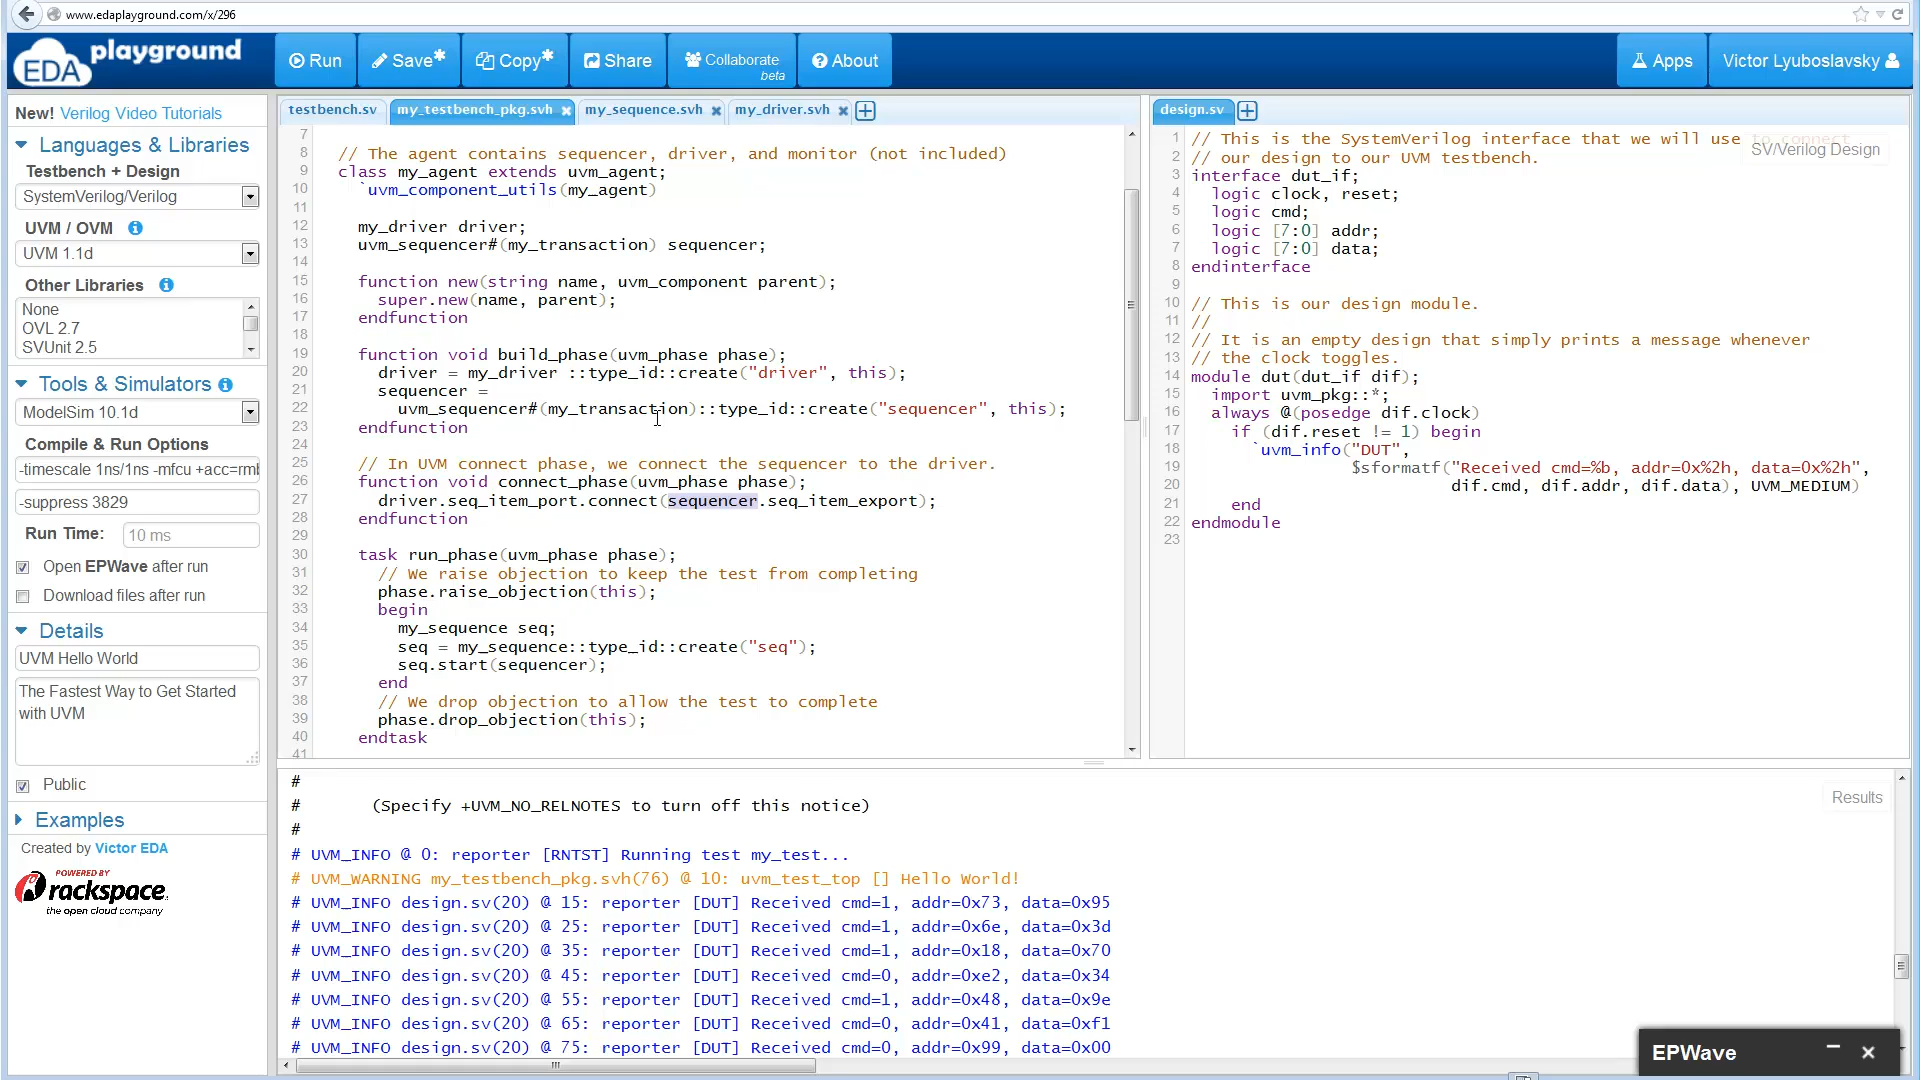 www.edaplayground.com/x/296
EDA playground
Run
Save*
Copy*
Share
Collaborate
beta
About
Apps
Victor Lyuboslavsky
New! Verilog Video Tutorials
Languages & Libraries
Testbench + Design
SystemVerilog/Verilog
UVM / OVM
UVM 1.1d
Other Libraries
None
OVL 2.7
SVUnit 2.5
Tools & Simulators
ModelSim 10.1d
Compile & Run Options
-timescale 1ns/1ns -mfcu +acc=rmb
-suppress 3829
Run Time:
10 ms
Open EPWave after run
Download files after run
Details
UVM Hello World
The Fastest Way to Get Started
with UVM
Public
Examples
Created by Victor EDA
POWERED BY
rackspace.
the open cloud company
testbench.sv
my_testbench_pkg.svh
my_sequence.svh
my_driver.svh
7
8 // The agent contains sequencer, driver, and monitor (not included)
9 class my_agent extends uvm_agent;
10 `uvm_component_utils(my_agent)
11
12 my_driver driver;
13 uvm_sequencer#(my_transaction) sequencer;
14
15 function new(string name, uvm_component parent);
16 super.new(name, parent);
17 endfunction
18
19 function void build_phase(uvm_phase phase);
20 driver = my_driver ::type_id::create("driver", this);
21 sequencer =
22 uvm_sequencer#(my_transaction)::type_id::create("sequencer", this);
23 endfunction
24
25 // In UVM connect phase, we connect the sequencer to the driver.
26 function void connect_phase(uvm_phase phase);
27 driver.seq_item_port.connect(sequencer.seq_item_export);
28 endfunction
29
30 task run_phase(uvm_phase phase);
31 // We raise objection to keep the test from completing
32 phase.raise_objection(this);
33 begin
34 my_sequence seq;
35 seq = my_sequence::type_id::create("seq");
36 seq.start(sequencer);
37 end
38 // We drop objection to allow the test to complete
39 phase.drop_objection(this);
40 endtask
41
design.sv
SV/Verilog Design
1 // This is the SystemVerilog interface that we will use to connect
2 // our design to our UVM testbench.
3 interface dut_if;
4 logic clock, reset;
5 logic cmd;
6 logic [7:0] addr;
7 logic [7:0] data;
8 endinterface
9
10 // This is our design module.
11 //
12 // It is an empty design that simply prints a message whenever
13 // the clock toggles.
14 module dut(dut_if dif);
15 import uvm_pkg::*;
16 always @(posedge dif.clock)
17 if (dif.reset != 1) begin
18 `uvm_info("DUT",
19 $sformatf("Received cmd=%b, addr=0x%2h, data=0x%2h",
20 dif.cmd, dif.addr, dif.data), UVM_MEDIUM)
21 end
22 endmodule
23
Results
#
# (Specify +UVM_NO_RELNOTES to turn off this notice)
#
# UVM_INFO @ 0: reporter [RNTST] Running test my_test...
# UVM_WARNING my_testbench_pkg.svh(76) @ 10: uvm_test_top [] Hello World!
# UVM_INFO design.sv(20) @ 15: reporter [DUT] Received cmd=1, addr=0x73, data=0x95
# UVM_INFO design.sv(20) @ 25: reporter [DUT] Received cmd=1, addr=0x6e, data=0x3d
# UVM_INFO design.sv(20) @ 35: reporter [DUT] Received cmd=1, addr=0x18, data=0x70
# UVM_INFO design.sv(20) @ 45: reporter [DUT] Received cmd=0, addr=0xe2, data=0x34
# UVM_INFO design.sv(20) @ 55: reporter [DUT] Received cmd=1, addr=0x48, data=0x9e
# UVM_INFO design.sv(20) @ 65: reporter [DUT] Received cmd=0, addr=0x41, data=0xf1
# UVM_INFO design.sv(20) @ 75: reporter [DUT] Received cmd=0, addr=0x99, data=0x00
EPWave